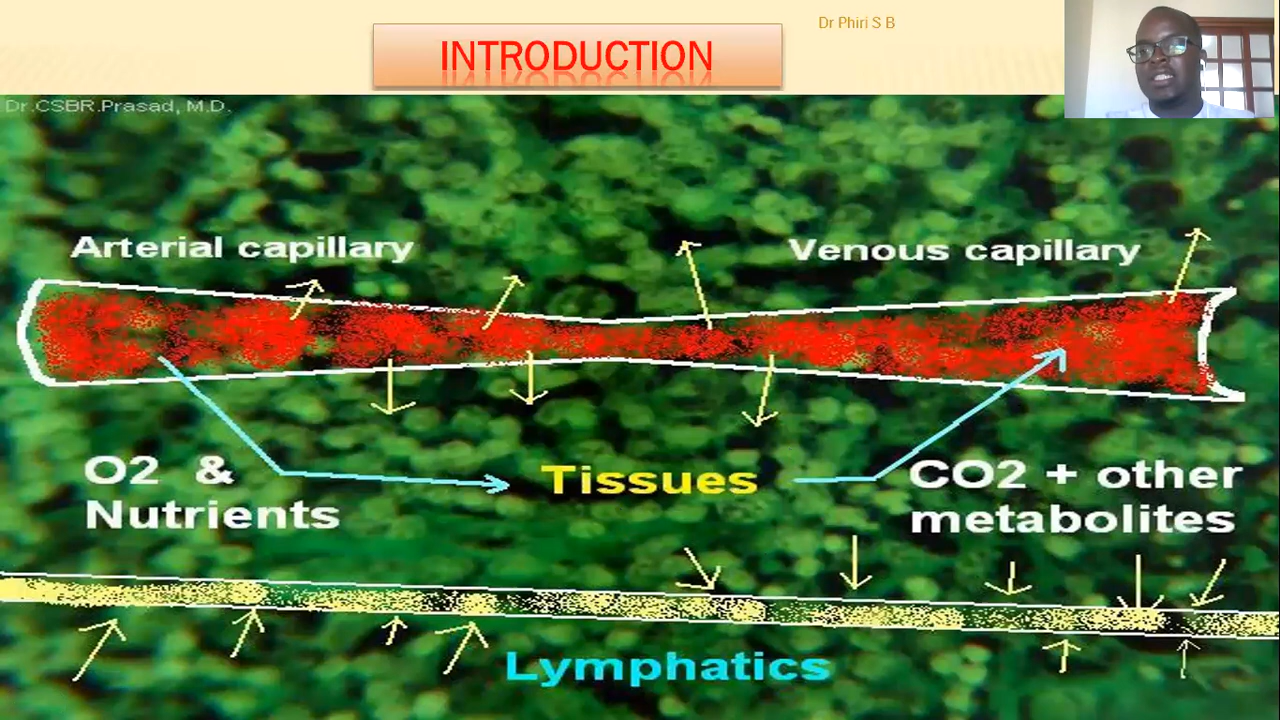 Dr Phiri S B
INTRODUCTION
Dr.CSBR.Prasad, M.D.
Arterial capillary
Venous capillary
O2 &
Nutrients
Tissues
CO2 + other
metabolites
Lymphatics